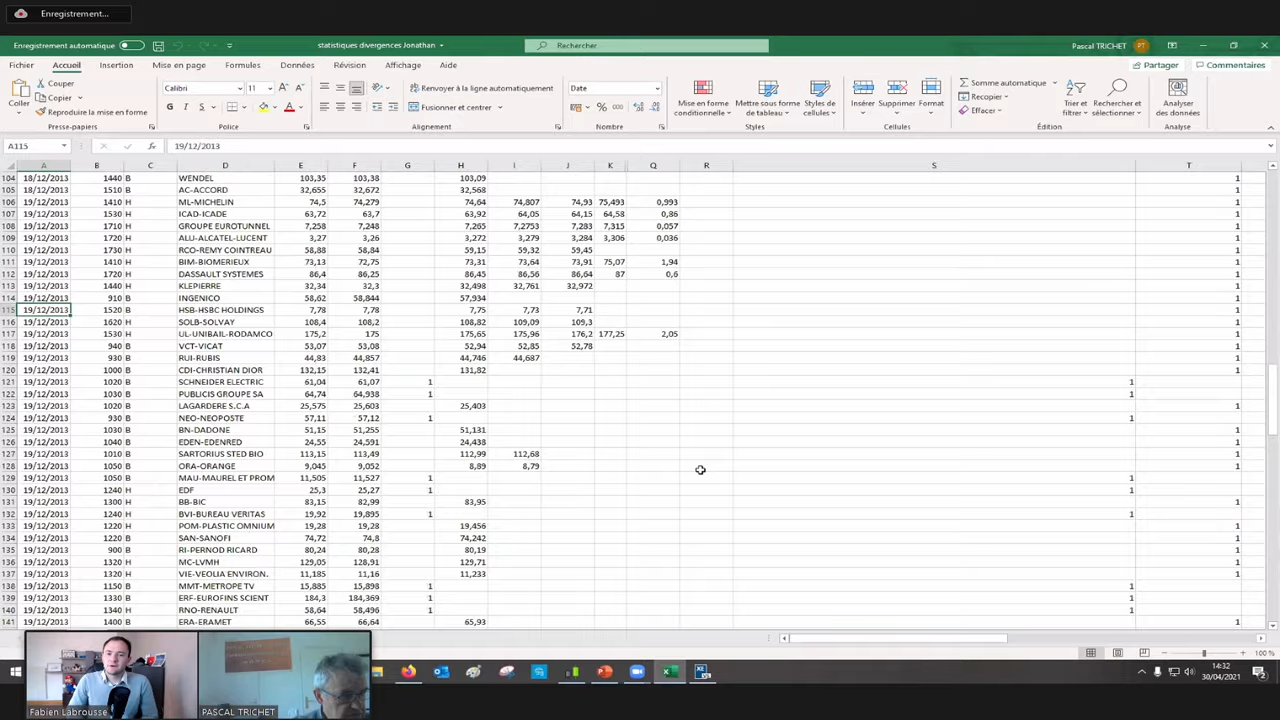 Enregistrement...
Enregistrement automatique statistiques divergences Jonathan Rechercher Pascal TRICHET PT
Fichier Accueil Insertion Mise en page Formules Données Révision Affichage Aide Partager Commentaires
Coller Couper Copier Reproduire la mise en forme Presse-papiers
Calibri 11 G I S Police
Renvoyer à la ligne automatiquement Fusionner et centrer Alignement
Date % 000 Nombre
Mise en forme conditionnelle Mettre sous forme de tableau Styles de cellules Styles
Insérer Supprimer Format Cellules
Somme automatique Recopier Effacer Trier et filtrer Rechercher et sélectionner Édition
Analyser des données Analyse
A115 fx 19/12/2013
A B C D E F G H I J K Q R S T
104 18/12/2013 1440 B WENDEL 103,35 103,38 103,09 1
105 18/12/2013 1510 B AC-ACCORD 32,655 32,672 32,568 1
106 19/12/2013 1410 H ML-MICHELIN 74,5 74,279 74,64 74,807 74,93 75,493 0,993 1
107 19/12/2013 1530 H ICAD-ICADE 63,72 63,7 63,92 64,05 64,15 64,58 0,86 1
108 19/12/2013 1710 H GROUPE EUROTUNNEL 7,258 7,248 7,265 7,2753 7,283 7,315 0,057 1
109 19/12/2013 1720 H ALU-ALCATEL-LUCENT 3,27 3,26 3,272 3,279 3,284 3,306 0,036 1
110 19/12/2013 1730 H RCO-REMY COINTREAU 58,88 58,84 59,15 59,32 59,45 1
111 19/12/2013 1410 H BIM-BIOMERIEUX 73,13 72,75 73,31 73,64 73,91 75,07 1,94 1
112 19/12/2013 1720 H DASSAULT SYSTEMES 86,4 86,25 86,45 86,56 86,64 87 0,6 1
113 19/12/2013 1440 H KLEPIERRE 32,34 32,3 32,498 32,761 32,972 1
114 19/12/2013 910 B INGENICO 58,62 58,844 57,934 1
115 19/12/2013 1520 B HSB-HSBC HOLDINGS 7,78 7,78 7,75 7,73 7,71 1
116 19/12/2013 1620 H SOLB-SOLVAY 108,4 108,2 108,82 109,09 109,3 1
117 19/12/2013 1530 H UL-UNIBAIL-RODAMCO 175,2 175 175,65 175,96 176,2 177,25 2,05 1
118 19/12/2013 940 B VCT-VICAT 53,07 53,08 52,94 52,85 52,78 1
119 19/12/2013 930 B RUI-RUBIS 44,83 44,857 44,746 44,687 1
120 19/12/2013 1000 B CDI-CHRISTIAN DIOR 132,15 132,41 131,82 1
121 19/12/2013 1020 B SCHNEIDER ELECTRIC 61,04 61,07 1 1
122 19/12/2013 1030 B PUBLICIS GROUPE SA 64,74 64,938 1 1
123 19/12/2013 1020 B LAGARDERE S.C.A 25,575 25,603 25,403 1
124 19/12/2013 930 B NEO-NEOPOSTE 57,11 57,12 1 1
125 19/12/2013 1030 B BN-DADONE 51,15 51,255 51,131 1
126 19/12/2013 1040 B EDEN-EDENRED 24,55 24,591 24,438 1
127 19/12/2013 1050 B SARTORIUS STED BIO 113,15 113,49 112,99 112,68 1
128 19/12/2013 1050 B ORA-ORANGE 9,045 9,052 8,89 8,79 1
129 19/12/2013 1050 B MAU-MAUREL ET PROM 11,505 11,527 1 1
130 19/12/2013 1240 H EDF 25,3 25,27 1 1
131 19/12/2013 1300 H BB-BIC 83,15 82,99 83,95 1
132 19/12/2013 1240 H BVI-BUREAU VERITAS 19,92 19,895 1 1
133 19/12/2013 1220 H POM-PLASTIC OMNIUM 19,28 19,28 19,456 1
134 19/12/2013 1220 B SAN-SANOFI 74,72 74,8 74,242 1
135 19/12/2013 900 B RI-PERNOD RICARD 80,24 80,28 80,19 1
136 19/12/2013 1320 H MC-LVMH 129,05 128,91 129,71 1
137 19/12/2013 1320 H VIE-VEOLIA ENVIRON. 11,185 11,16 11,233 1
138 19/12/2013 1150 B MMT-METROPE TV 15,885 15,898 1 1
139 19/12/2013 1330 B ERF-EUROFINS SCIENT 184,3 184,369 1 1
140 19/12/2013 1340 H RNO-RENAULT 58,64 58,496 1 1
141 19/12/2013 1400 B ERA-ERAMET 66,55 66,64 65,93 1
100 %
Fabien Labrousse PASCAL TRICHET
14:32
30/04/2021